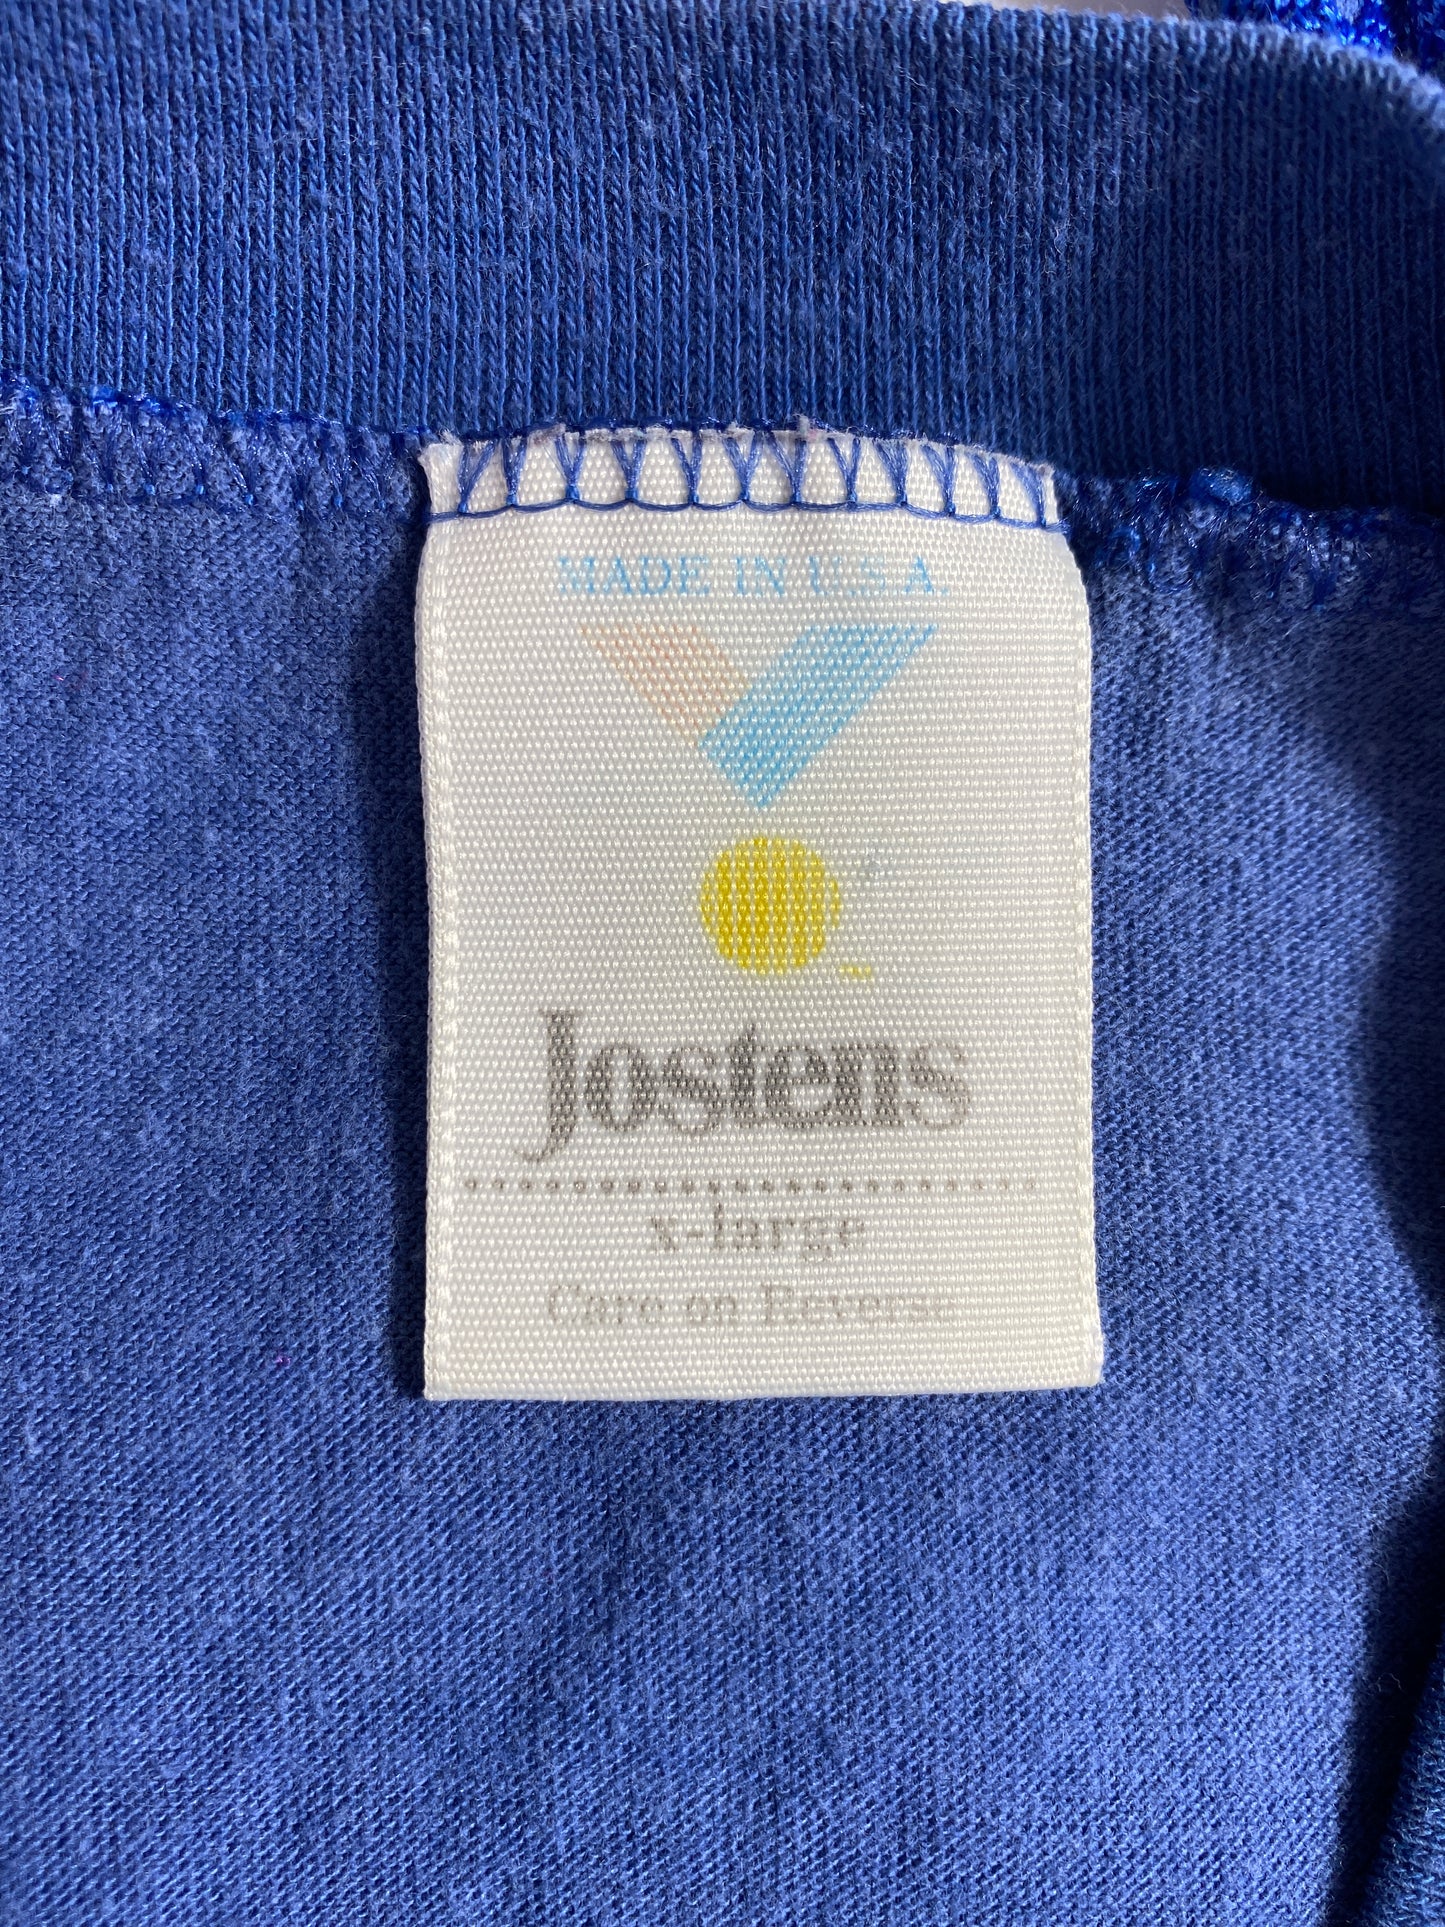 MADE IN U.S.A.
Jostens
x-large
Care on Reverse